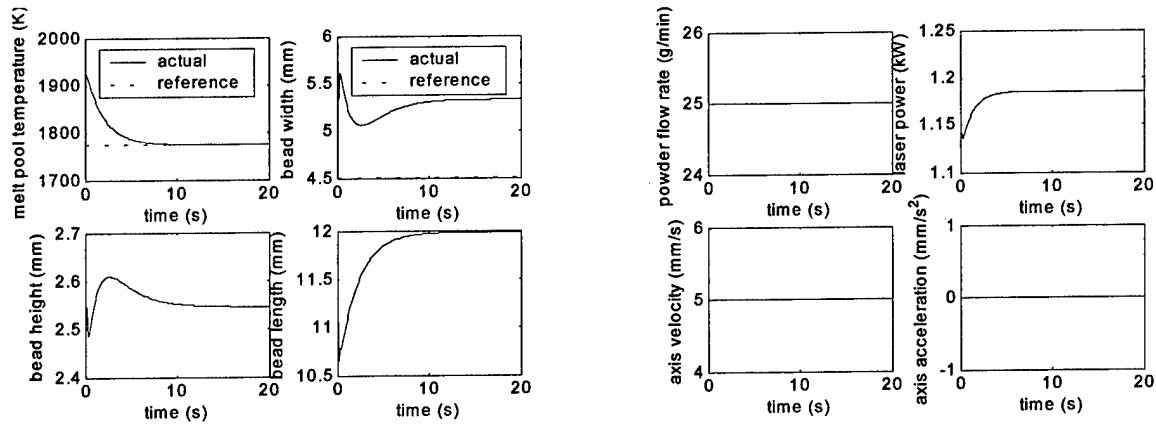 melt pool temperature (K)
2000
1900
1800
1700
0
10
20
time (s)
actual
reference
bead width (mm)
6
5.5
5
4.5
0
10
20
time (s)
actual
reference
bead height (mm)
2.7
2.6
2.5
2.4
0
10
20
time (s)
bead length (mm)
12
11.5
11
10.5
0
10
20
time (s)
powder flow rate (g/min)
26
25
24
0
10
20
time (s)
laser power (kW)
1.25
1.2
1.15
1.1
0
10
20
time (s)
axis velocity (mm/s)
6
5
4
0
10
20
time (s)
axis acceleration (mm/s²)
1
0
-1
0
10
20
time (s)